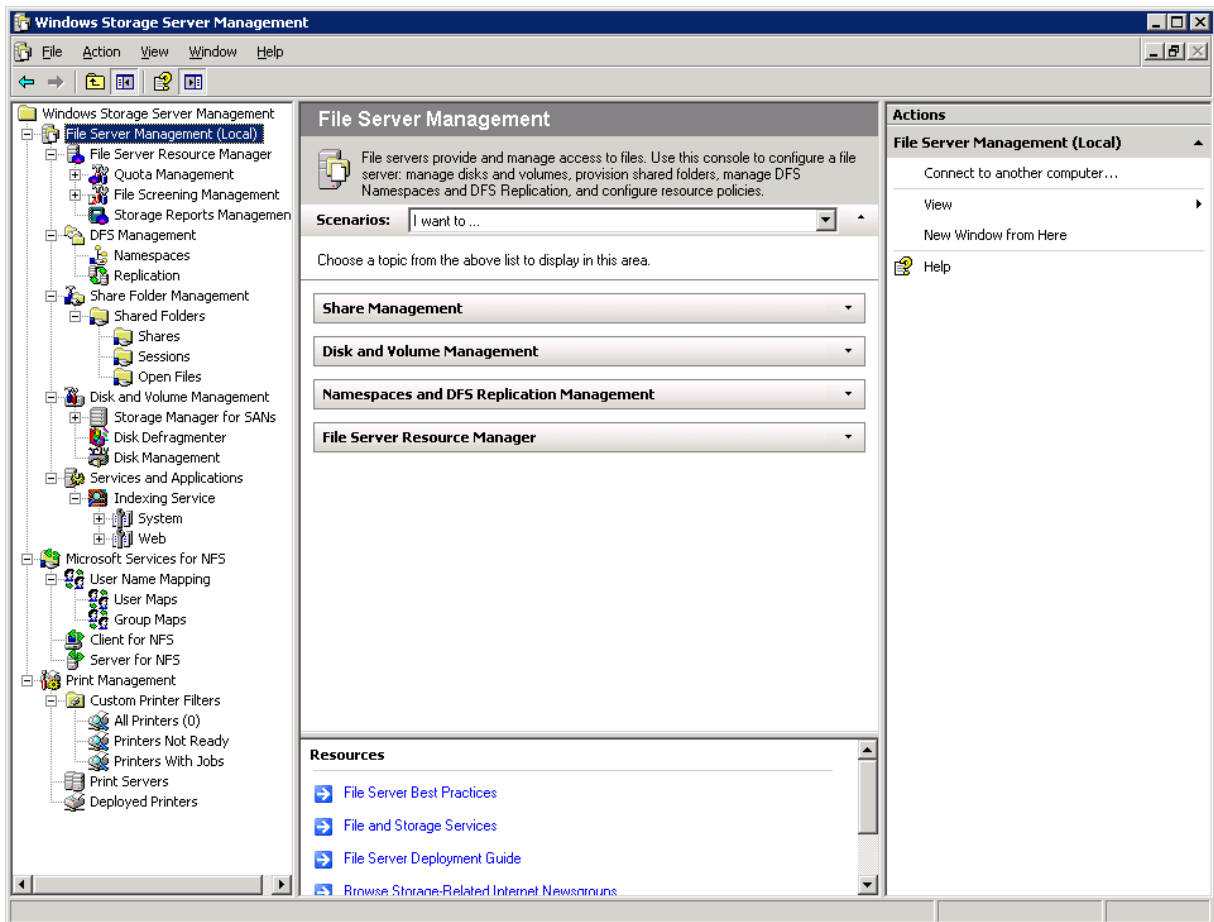 Windows Storage Server Management
File Action View Window Help
Windows Storage Server Management
File Server Management (Local)
File Server Resource Manager
Quota Management
File Screening Management
Storage Reports Managemen
DFS Management
Namespaces
Replication
Share Folder Management
Shared Folders
Shares
Sessions
Open Files
Disk and Volume Management
Storage Manager for SANs
Disk Defragmenter
Disk Management
Services and Applications
Indexing Service
System
Web
Microsoft Services for NFS
User Name Mapping
User Maps
Group Maps
Client for NFS
Server for NFS
Print Management
Custom Printer Filters
All Printers (0)
Printers Not Ready
Printers With Jobs
Print Servers
Deployed Printers
File Server Management
File servers provide and manage access to files. Use this console to configure a file
server: manage disks and volumes, provision shared folders, manage DFS
Namespaces and DFS Replication, and configure resource policies.
Scenarios: I want to ...
Choose a topic from the above list to display in this area.
Share Management
Disk and Volume Management
Namespaces and DFS Replication Management
File Server Resource Manager
Resources
File Server Best Practices
File and Storage Services
File Server Deployment Guide
Browse Storage-Related Internet Newsgroups
Actions
File Server Management (Local)
Connect to another computer...
View
New Window from Here
Help